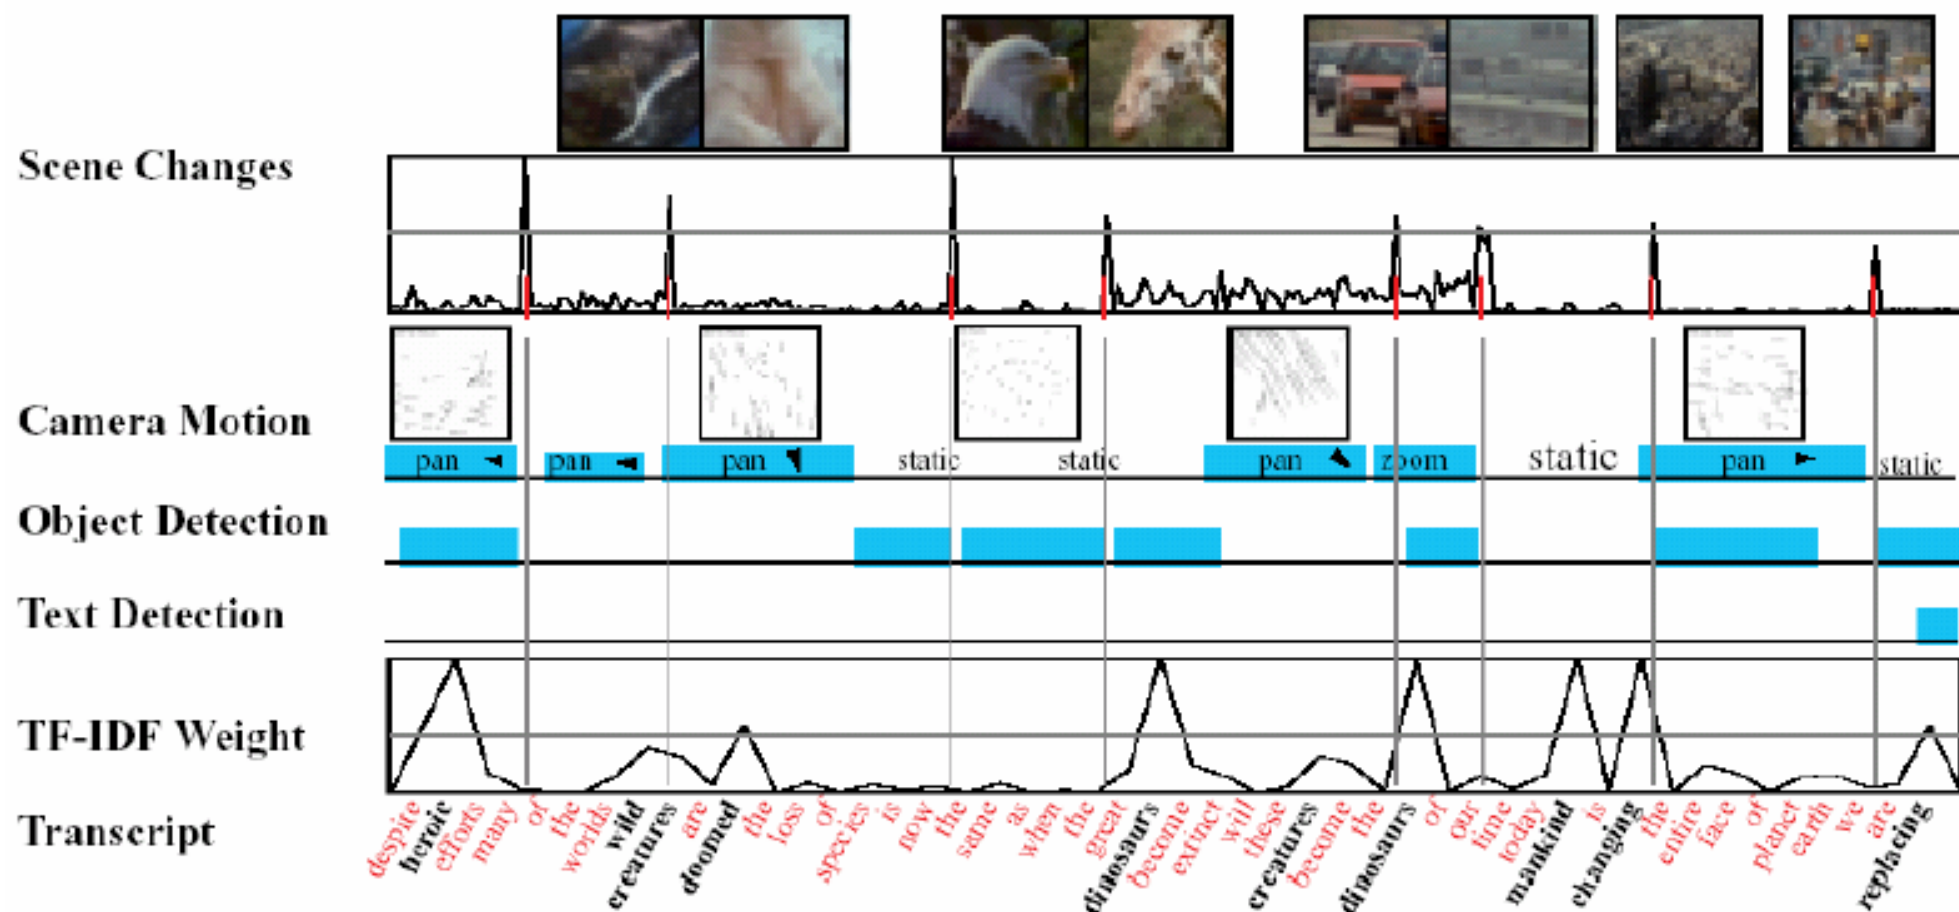 Scene Changes
Camera Motion
pan pan pan static static pan zoom static pan static
Object Detection
Text Detection
TF-IDF Weight
Transcript
despite heroic efforts many of the worlds wild creatures are doomed the loss of species is now the same as when the great dinosaurs become extinct will these creatures become the dinosaurs of our time today mankind is changing the entire face of planet earth we are replacing